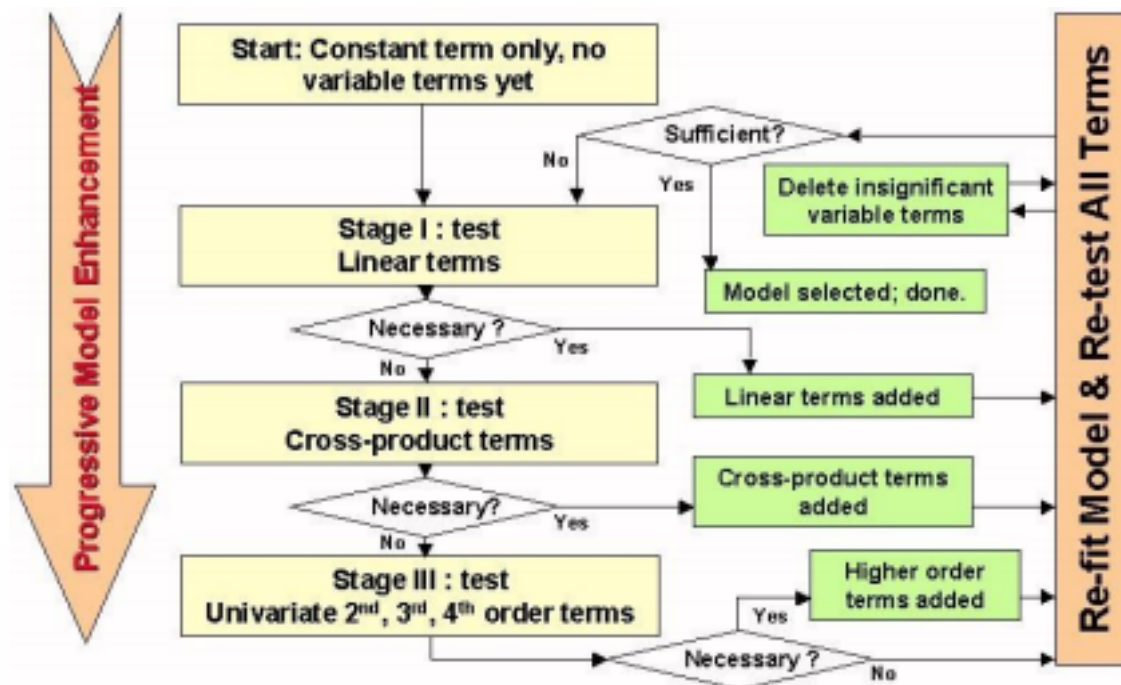 Progressive Model Enhancement
Start: Constant term only, no
variable terms yet
Sufficient?
No
Yes
Delete insignificant
variable terms
Stage I : test
Linear terms
Model selected; done.
Necessary ?
Yes
No
Linear terms added
Stage II : test
Cross-product terms
Cross-product terms
added
Necessary?
Yes
No
Stage III : test
Univariate 2nd, 3rd, 4th order terms
Higher order
terms added
Yes
Necessary ?
No
Re-fit Model & Re-test All Terms